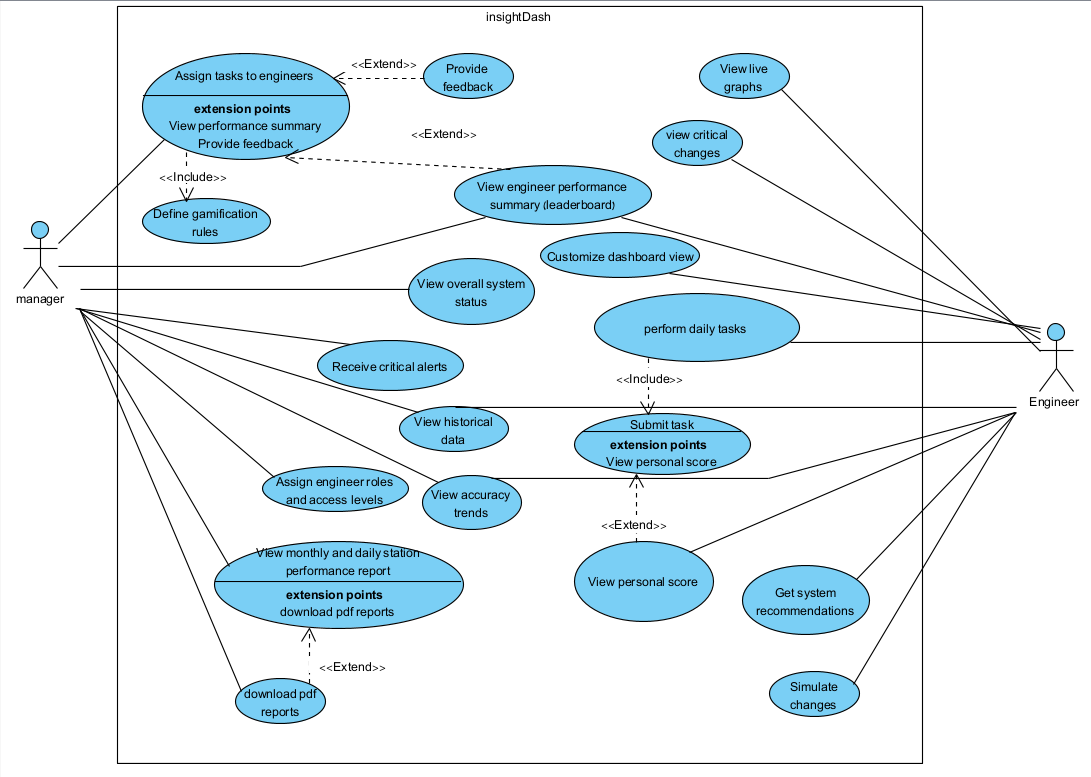 insightDash
Assign tasks to engineers
extension points
View performance summary
Provide feedback
<<Extend>>
Provide
feedback
View live
graphs
<<Extend>>
view critical
changes
<<Include>>
Define gamification
rules
View engineer performance
summary (leaderboard)
Customize dashboard view
manager
View overall system
status
perform daily tasks
Receive critical alerts
<<Include>>
Engineer
View historical
data
Submit task
extension points
View personal score
Assign engineer roles
and access levels
View accuracy
trends
<<Extend>>
View monthly and daily station
performance report
extension points
download pdf reports
View personal score
Get system
recommendations
<<Extend>>
download pdf
reports
Simulate
changes